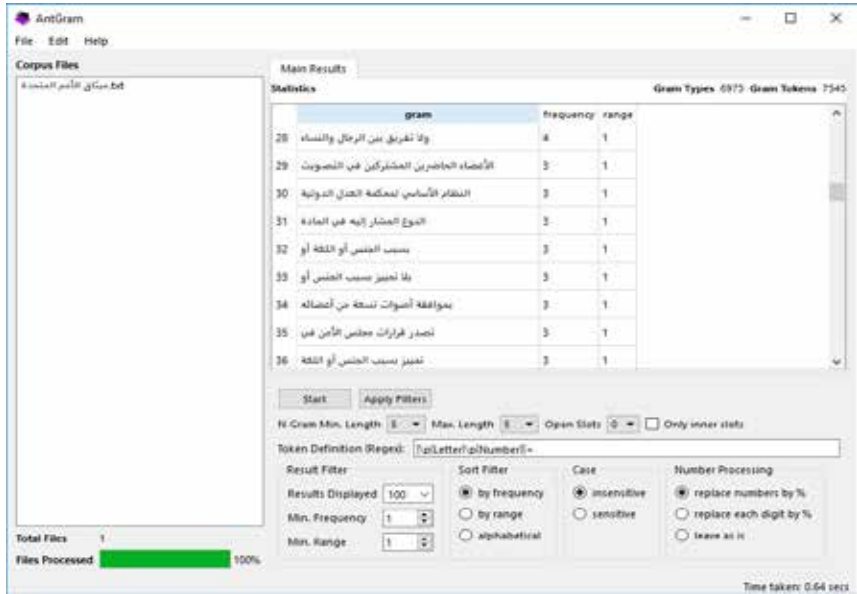 AntGram
File Edit Help
Corpus Files
ميثاق الأمم المتحدة.txt
Total Files 1
Files Processed 100%
Main Results
Statistics Gram Types 6975 Gram Tokens 7545
gram frequency range
28 ولا تفريق بين الرجال والنساء 4 1
29 الأعضاء الحاضرين المشتركين في التصويت 3 1
30 النظام الأساسي لمحكمة العدل الدولية 3 1
31 النوع المشار إليه في المادة 3 1
32 بسبب الجنس أو اللغة أو 3 1
33 بلا تمييز بسبب الجنس أو 3 1
34 بموافقة أصوات تسعة من أعضائه 3 1
35 تصدر قرارات مجلس الأمن في 3 1
36 تمييز بسبب الجنس أو اللغة 3 1
Start Apply Filters
N-Gram Min. Length 5 Max. Length 5 Open Slots 0 Only inner slots
Token Definition (Regex): [\p{Letter}\p{Number}]+
Result Filter
Results Displayed 100
Min. Frequency 1
Min. Range 1
Sort Filter
by frequency
by range
alphabetical
Case
insensitive
sensitive
Number Processing
replace numbers by %
replace each digit by %
leave as is
Time taken: 0.64 secs